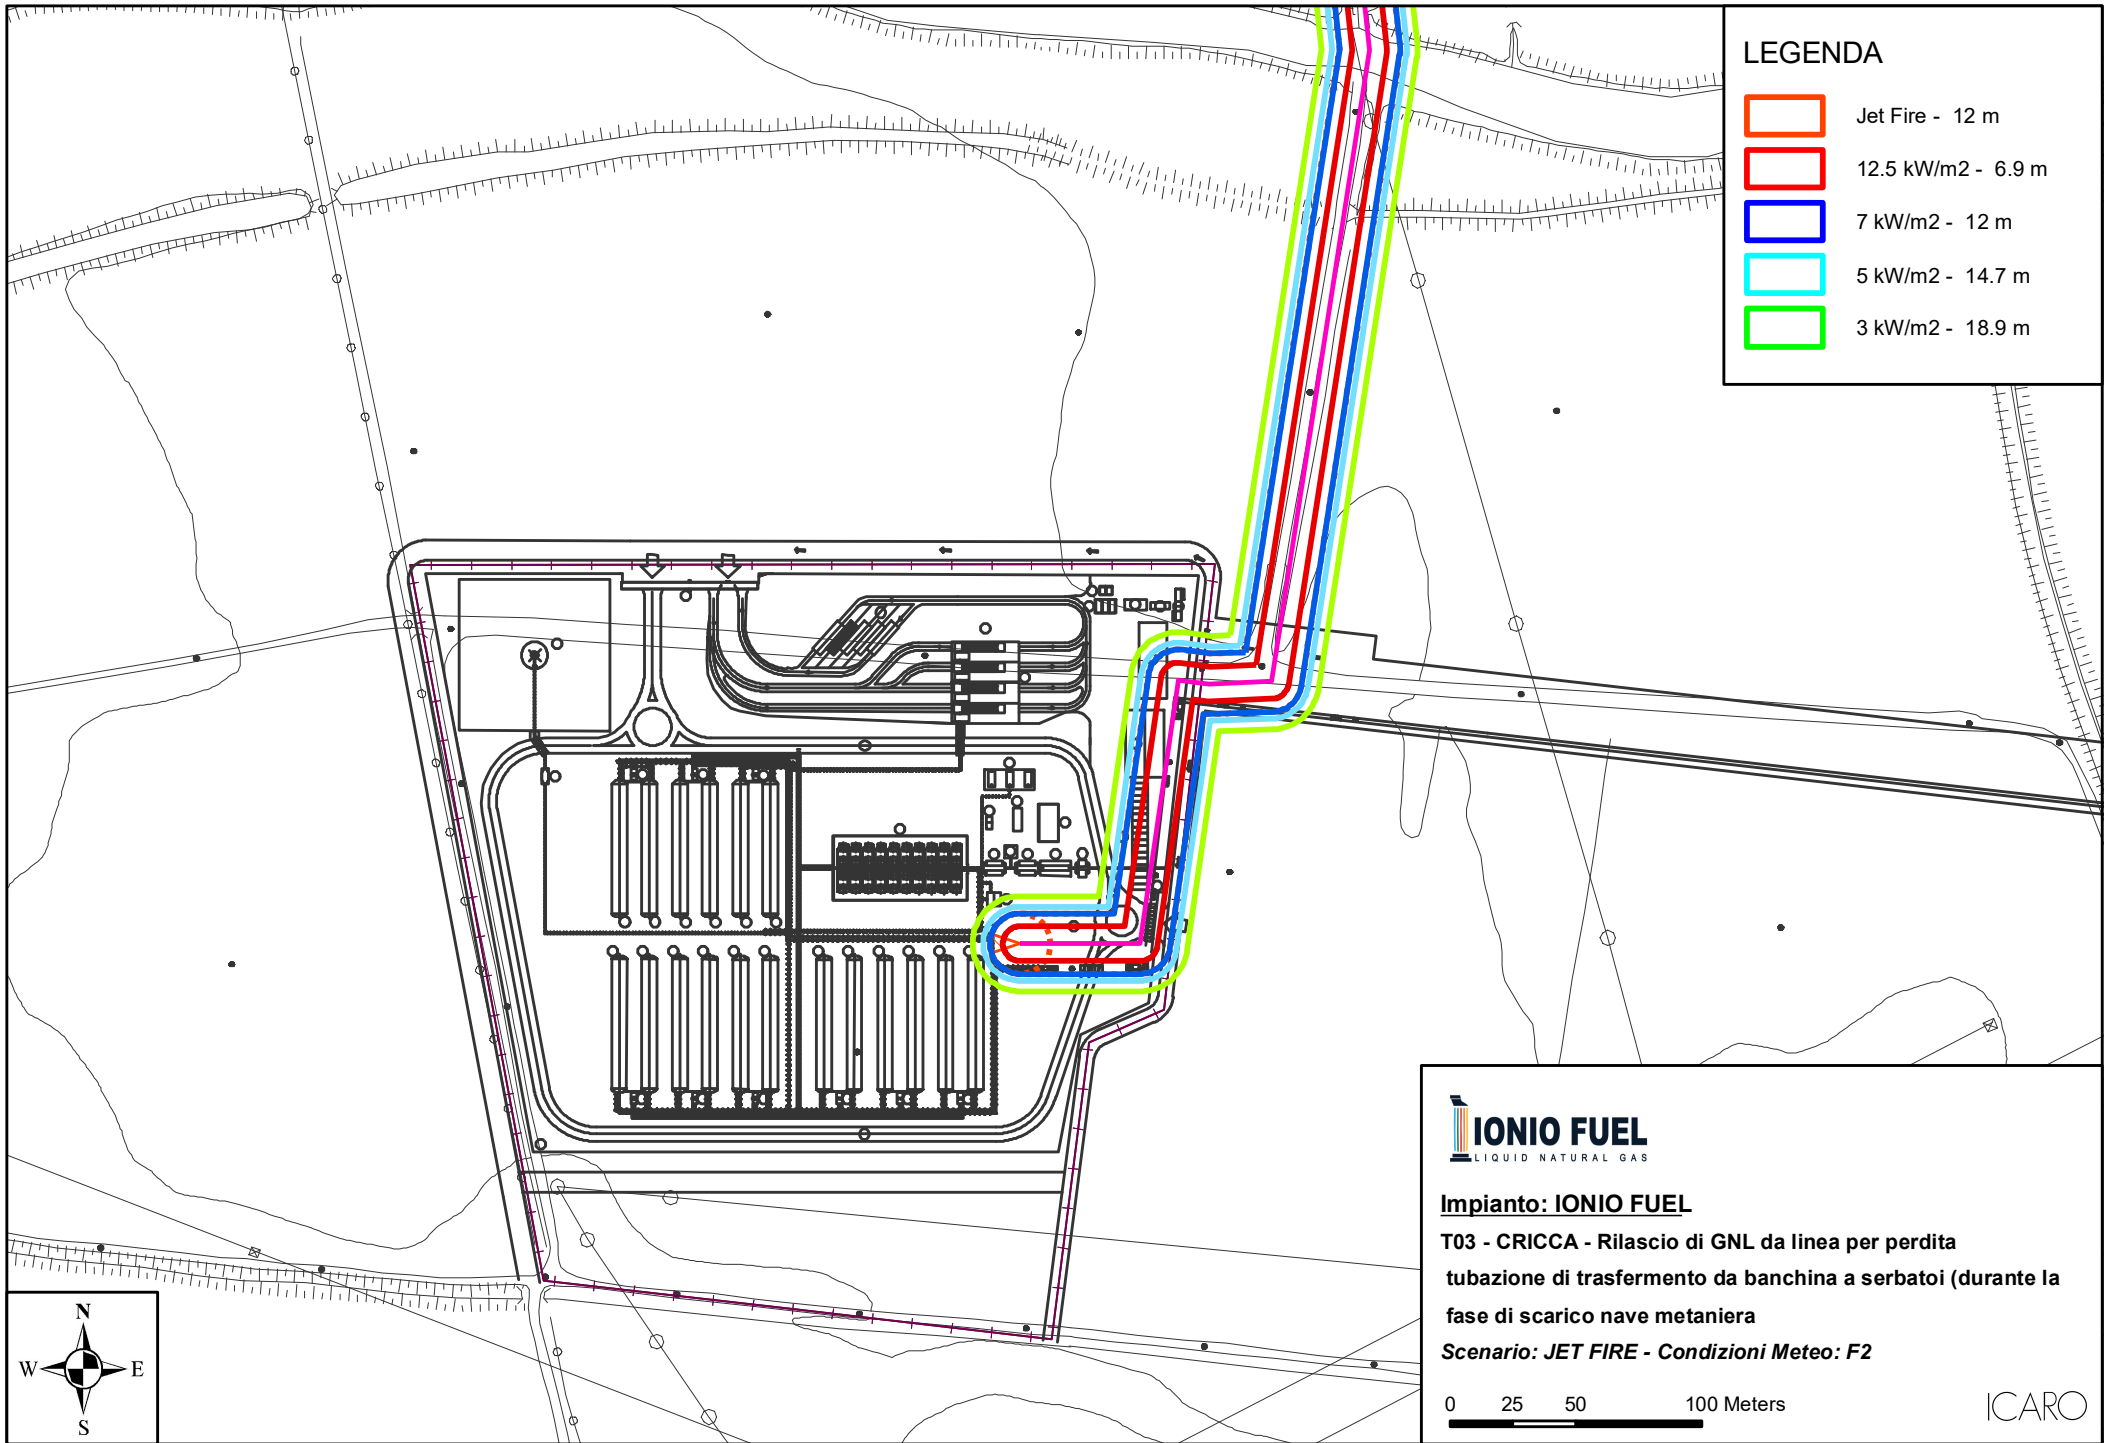 LEGENDA
Jet Fire - 12 m
12.5 kW/m2 - 6.9 m
7 kW/m2 - 12 m
5 kW/m2 - 14.7 m
3 kW/m2 - 18.9 m
IONIO FUEL
LIQUID NATURAL GAS
Impianto: IONIO FUEL
T03 - CRICCA - Rilascio di GNL da linea per perdita
tubazione di trasfermento da banchina a serbatoi (durante la
fase di scarico nave metaniera
Scenario: JET FIRE - Condizioni Meteo: F2
0 25 50 100 Meters
ICARO
N
W E
S